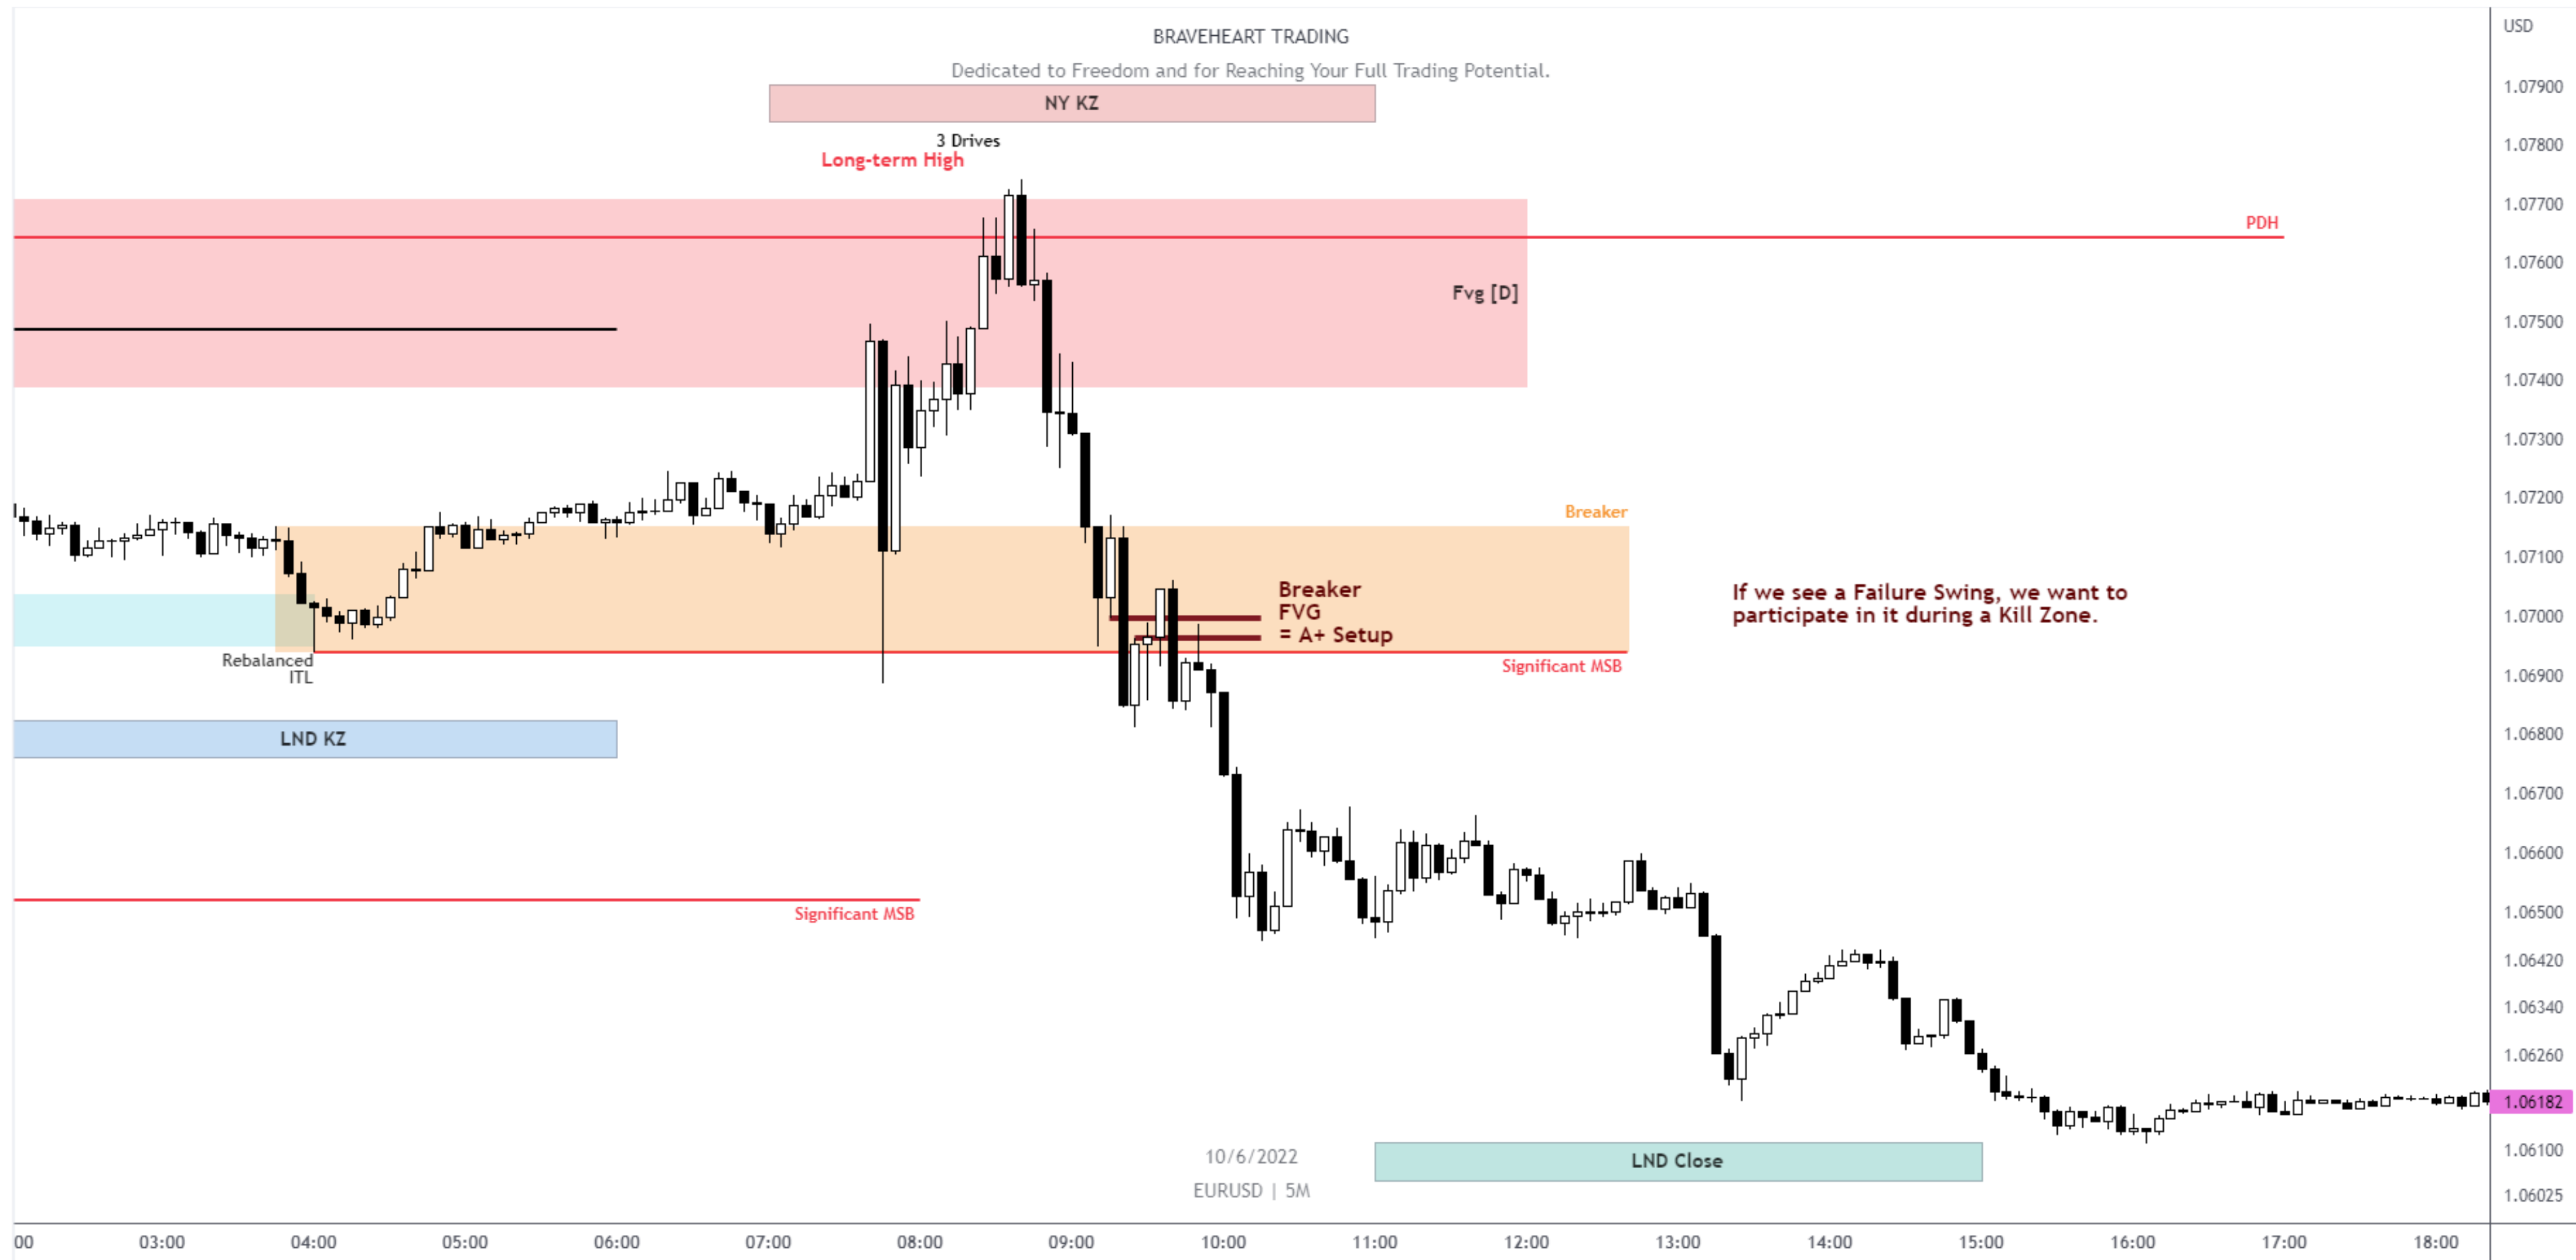 BRAVEHEART TRADING
Dedicated to Freedom and for Reaching Your Full Trading Potential.
NY KZ
3 Drives
Long-term High
PDH
Fvg [D]
Breaker
Breaker
FVG
= A+ Setup
If we see a Failure Swing, we want to
participate in it during a Kill Zone.
Rebalanced
ITL
Significant MSB
LND KZ
Significant MSB
10/6/2022
EURUSD | 5M
LND Close
USD
1.07900
1.07800
1.07700
1.07600
1.07500
1.07400
1.07300
1.07200
1.07100
1.07000
1.06900
1.06800
1.06700
1.06600
1.06500
1.06420
1.06340
1.06260
1.06182
1.06100
1.06025
00 03:00 04:00 05:00 06:00 07:00 08:00 09:00 10:00 11:00 12:00 13:00 14:00 15:00 16:00 17:00 18:00